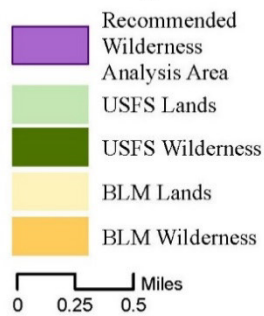 Recommended
Wilderness
Analysis Area
USFS Lands
USFS Wilderness
BLM Lands
BLM Wilderness
Miles
0 0.25 0.5